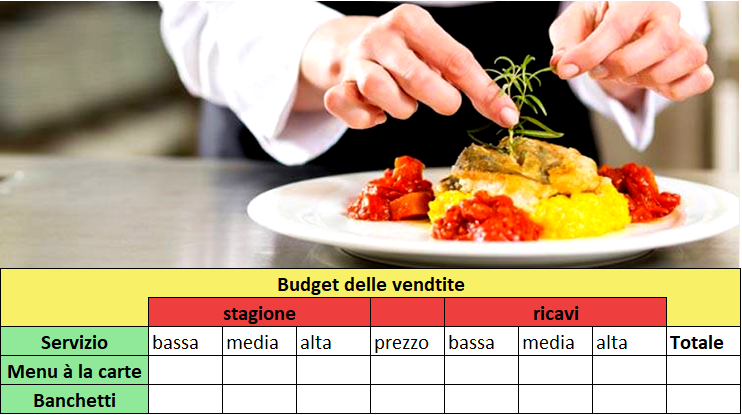 Budget delle vendtite
stagione ricavi
Servizio bassa media alta prezzo bassa media alta Totale
Menu à la carte
Banchetti